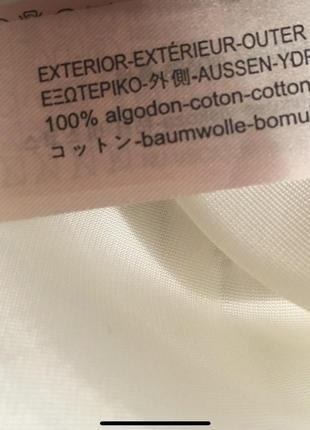 EXTERIOR-EXTÉRIEUR-OUTER
ΕΞΩΤΕΡΙΚΟ-外側-AUSSEN-YDR
100% algodon-coton-cotton
コットン-baumwolle-bomu